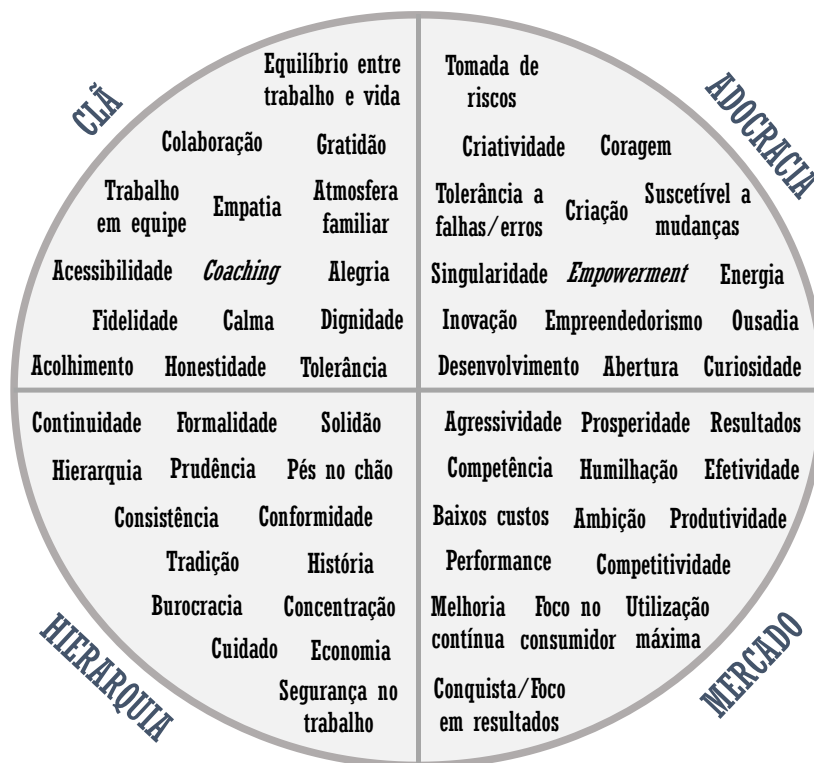 CLÃ
Equilíbrio entre
trabalho e vida
Colaboração Gratidão
Trabalho
em equipe
Empatia
Atmosfera
familiar
Acessibilidade Coaching Alegria
Fidelidade Calma Dignidade
Acolhimento Honestidade Tolerância
ADOCRACIA
Tomada de
riscos
Criatividade Coragem
Tolerância a
falhas/erros
Criação
Suscetível a
mudanças
Singularidade Empowerment Energia
Inovação Empreendedorismo Ousadia
Desenvolvimento Abertura Curiosidade
HIERARQUIA
Continuidade Formalidade Solidão
Hierarquia Prudência Pés no chão
Consistência Conformidade
Tradição História
Burocracia Concentração
Cuidado Economia
Segurança no
trabalho
MERCADO
Agressividade Prosperidade Resultados
Competência Humilhação Efetividade
Baixos custos Ambição Produtividade
Performance Competitividade
Melhoria
contínua
Foco no
consumidor
Utilização
máxima
Conquista/Foco
em resultados